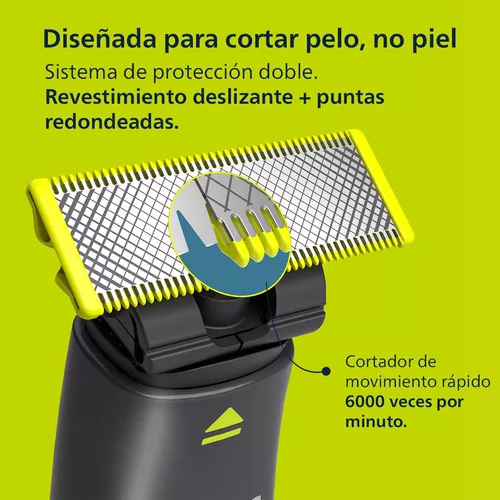 Diseñada para cortar pelo, no piel
Sistema de protección doble.
Revestimiento deslizante + puntas
redondeadas.
Cortador de
movimiento rápido
6000 veces por
minuto.